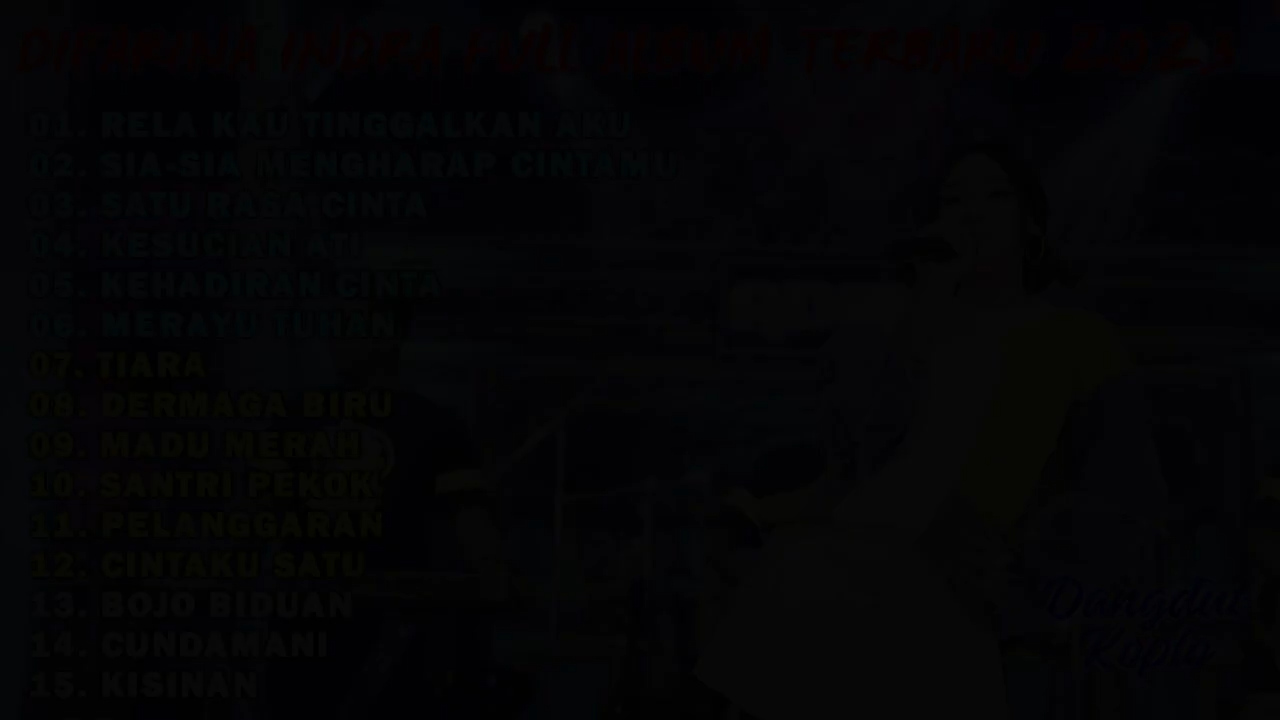 DIFARINA INDRA FULL ALBUM TERBARU 2023
01. RELA KAU TINGGALKAN AKU
02. SIA-SIA MENGHARAP CINTAMU
03. SATU RASA CINTA
04. KESUCIAN ATI
05. KEHADIRAN CINTA
06. MERAYU TUHAN
07. TIARA
08. DERMAGA BIRU
09. MADU MERAH
10. SANTRI PEKOK
11. PELANGGARAN
12. CINTAKU SATU
13. BOJO BIDUAN
14. CUNDAMANI
15. KISINAN
Dangdut
Koplo